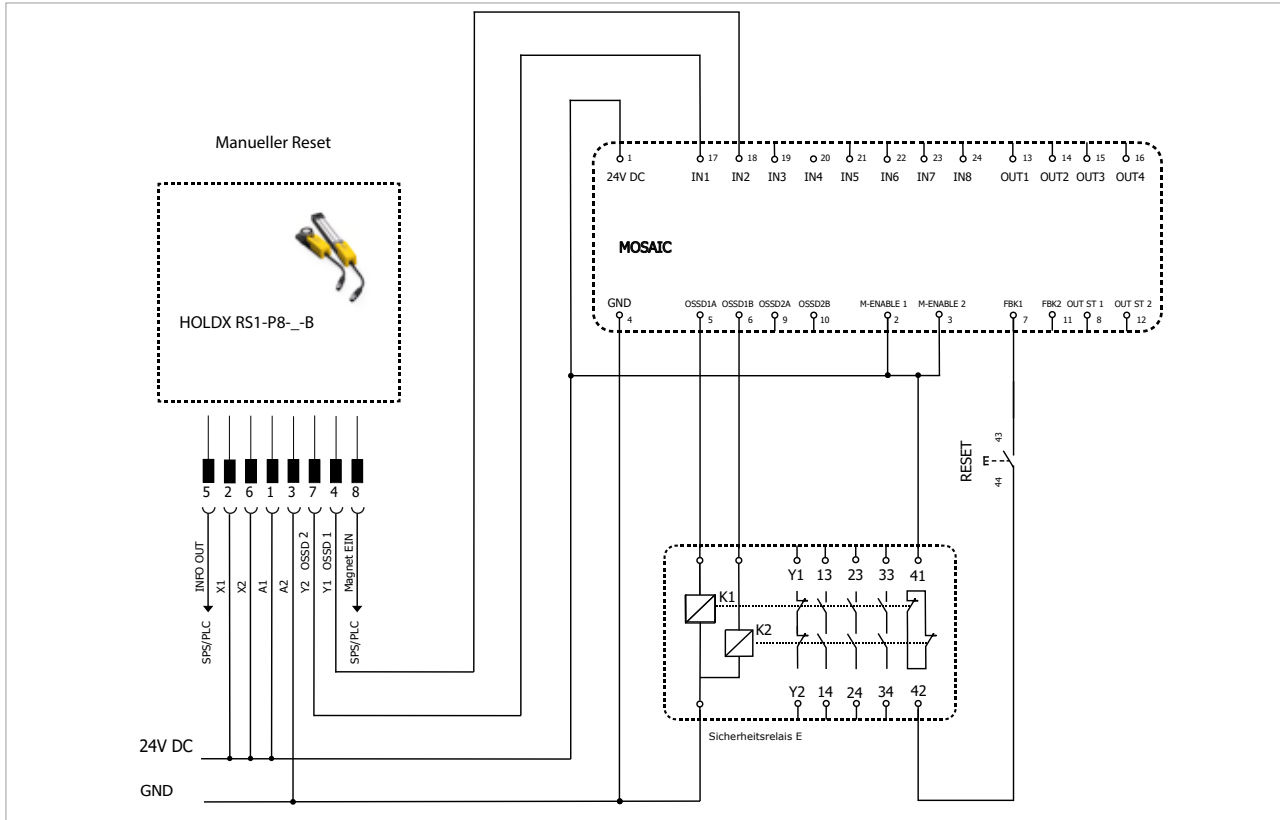 Manueller Reset
HOLDX RS1-P8-_-B
5 2 6 1 3 7 4 8
INFO OUT
X1
X2
A1
A2
Y2 OSSD 2
Y1 OSSD 1
Magnet EIN
SPS/PLC
SPS/PLC
24V DC
GND
1 17 18 19 20 21 22 23 24 13 14 15 16
24V DC IN1 IN2 IN3 IN4 IN5 IN6 IN7 IN8 OUT1 OUT2 OUT3 OUT4
MOSAIC
GND OSSD1A OSSD1B OSSD2A OSSD2B M-ENABLE 1 M-ENABLE 2 FBK1 FBK2 OUT ST 1 OUT ST 2
4 5 6 9 10 2 3 7 11 8 12
RESET
E
43
44
Y1 13 23 33 41
K1
K2
Y2 14 24 34 42
Sicherheitsrelais E